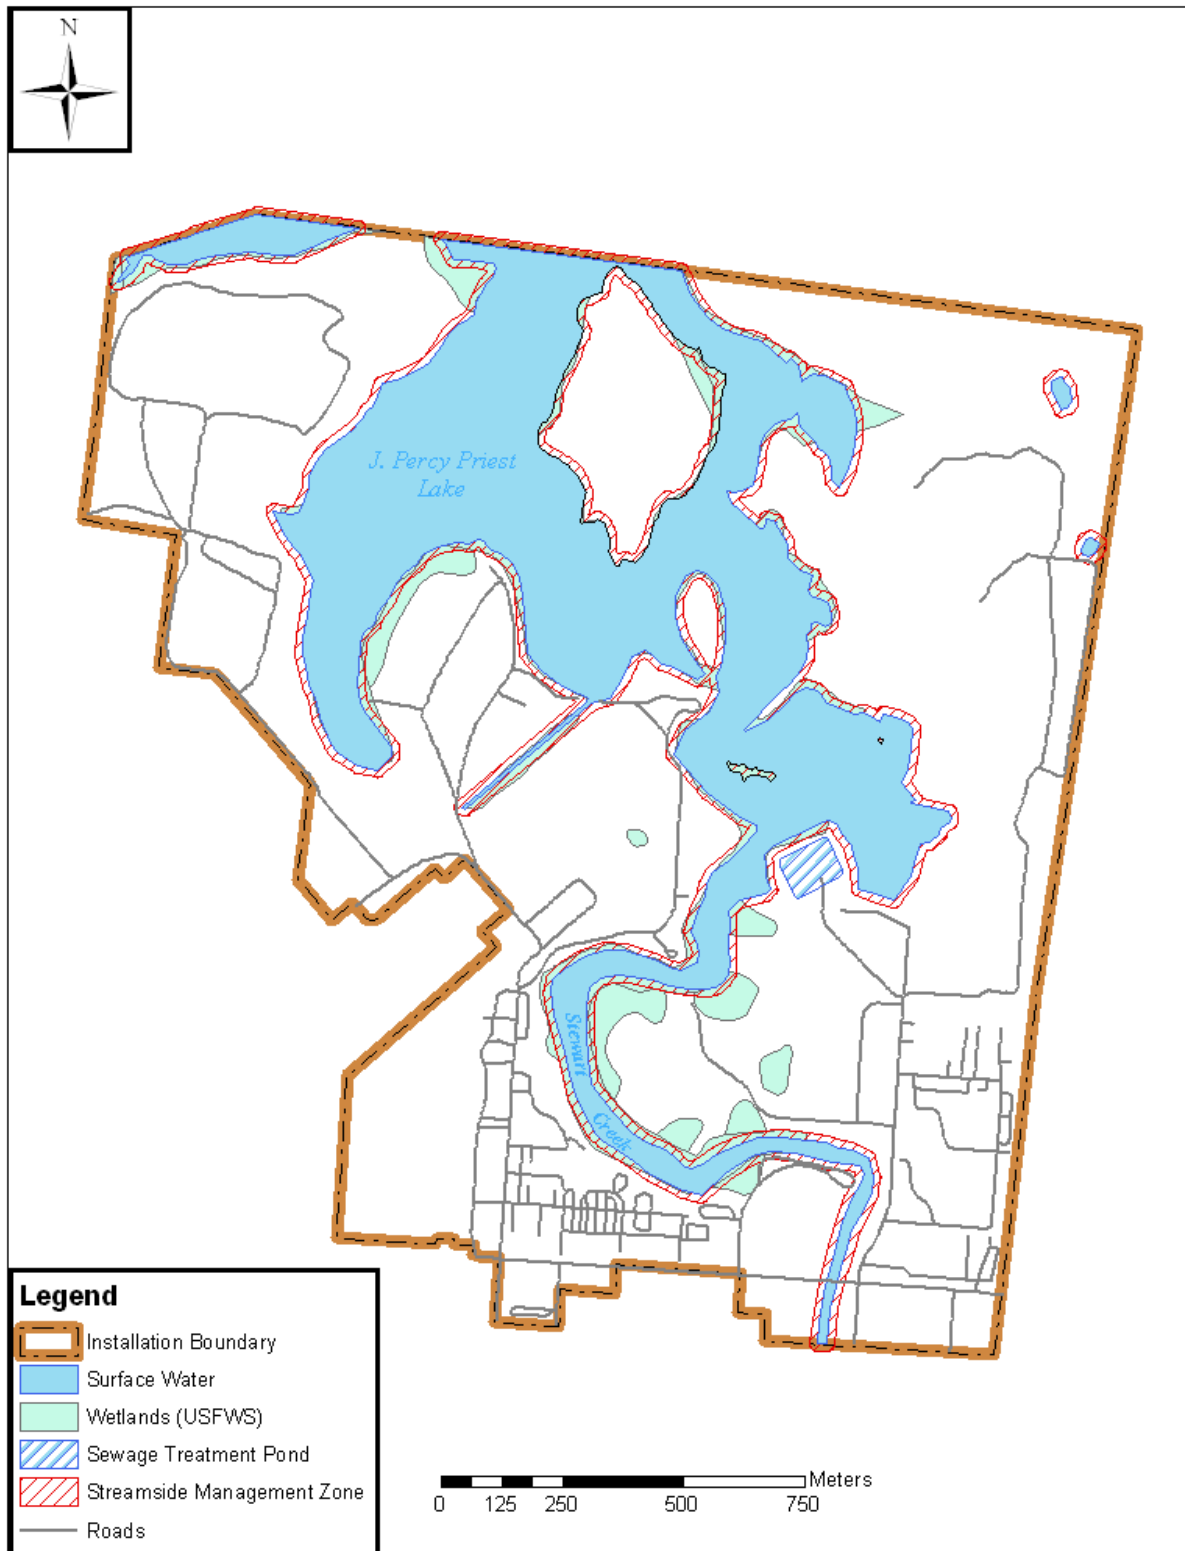 N
J. Percy Priest
Lake
Stewart
Creek
Legend
Installation Boundary
Surface Water
Wetlands (USFWS)
Sewage Treatment Pond
Streamside Management Zone
Roads
Meters
0 125 250 500 750